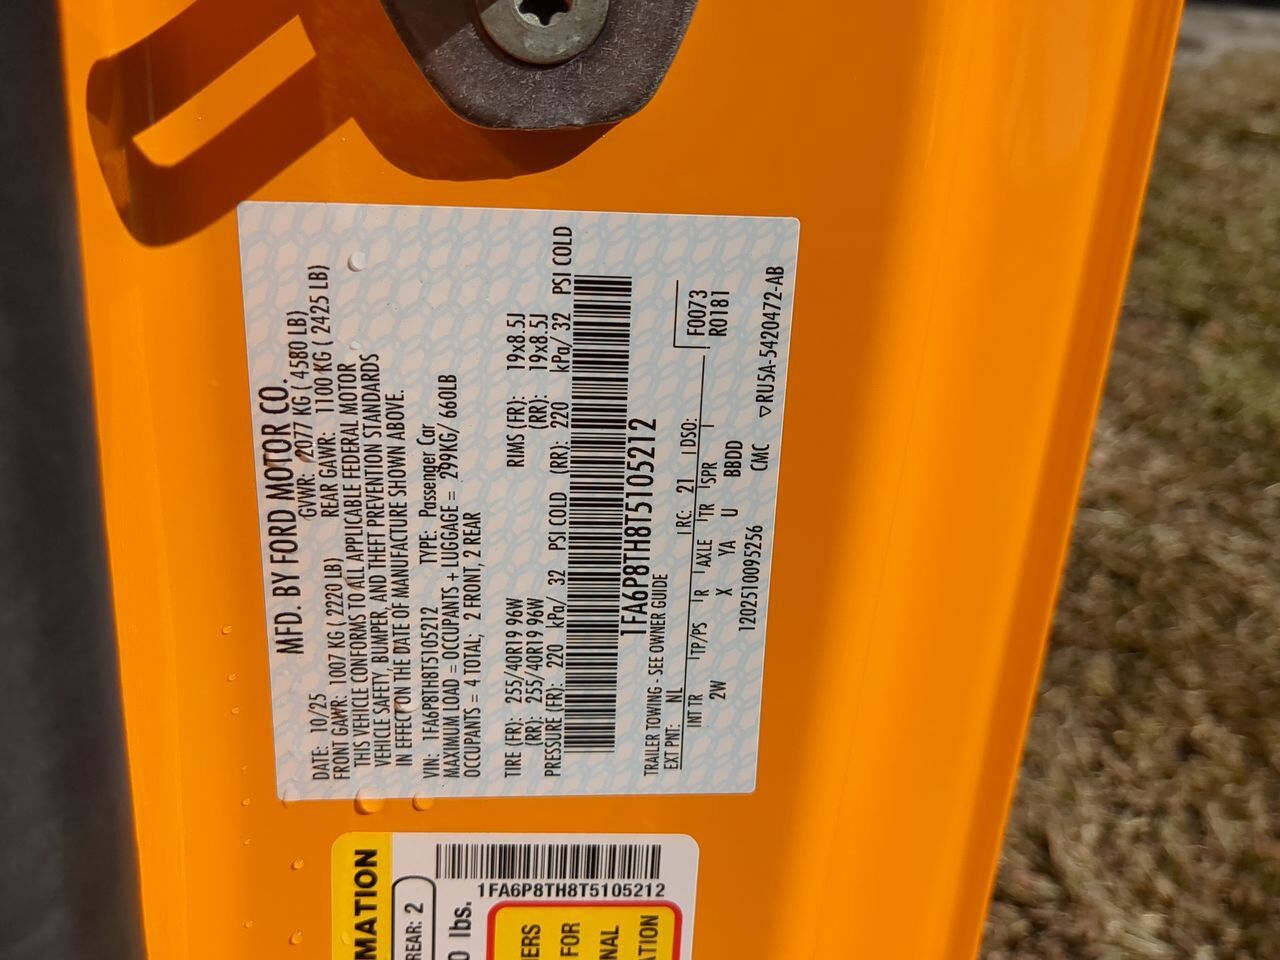 MFD. BY FORD MOTOR CO.
DATE: 10/25 GVWR: 2077 KG ( 4580 LB)
FRONT GAWR: 1007 KG ( 2220 LB) REAR GAWR: 1100 KG ( 2425 LB)
THIS VEHICLE CONFORMS TO ALL APPLICABLE FEDERAL MOTOR
VEHICLE SAFETY, BUMPER, AND THEFT PREVENTION STANDARDS
IN EFFECT ON THE DATE OF MANUFACTURE SHOWN ABOVE.
VIN: 1FA6P8TH8T5105212 TYPE: Passenger Car
MAXIMUM LOAD = OCCUPANTS + LUGGAGE = 299KG/ 660LB
OCCUPANTS = 4 TOTAL; 2 FRONT, 2 REAR
TIRE (FR): 255/40R19 96W RIMS (FR): 19x8.5J
(RR): 255/40R19 96W (RR): 19x8.5J
PRESSURE (FR): 220 kPa/ 32 PSI COLD (RR): 220 kPa/ 32 PSI COLD
1FA6P8TH8T5105212
TRAILER TOWING - SEE OWNER GUIDE
EXT PNT: NL RC: 21 DSO: F0073
INT TR TP/PS R AXLE TR SPR R0181
2W X YA U BBDD
1202510095256 CMC ▽RU5A-5420472-AB
MATION
REAR: 2
0 lbs.
1FA6P8TH8T5105212
ERS
FOR
NAL
ATION